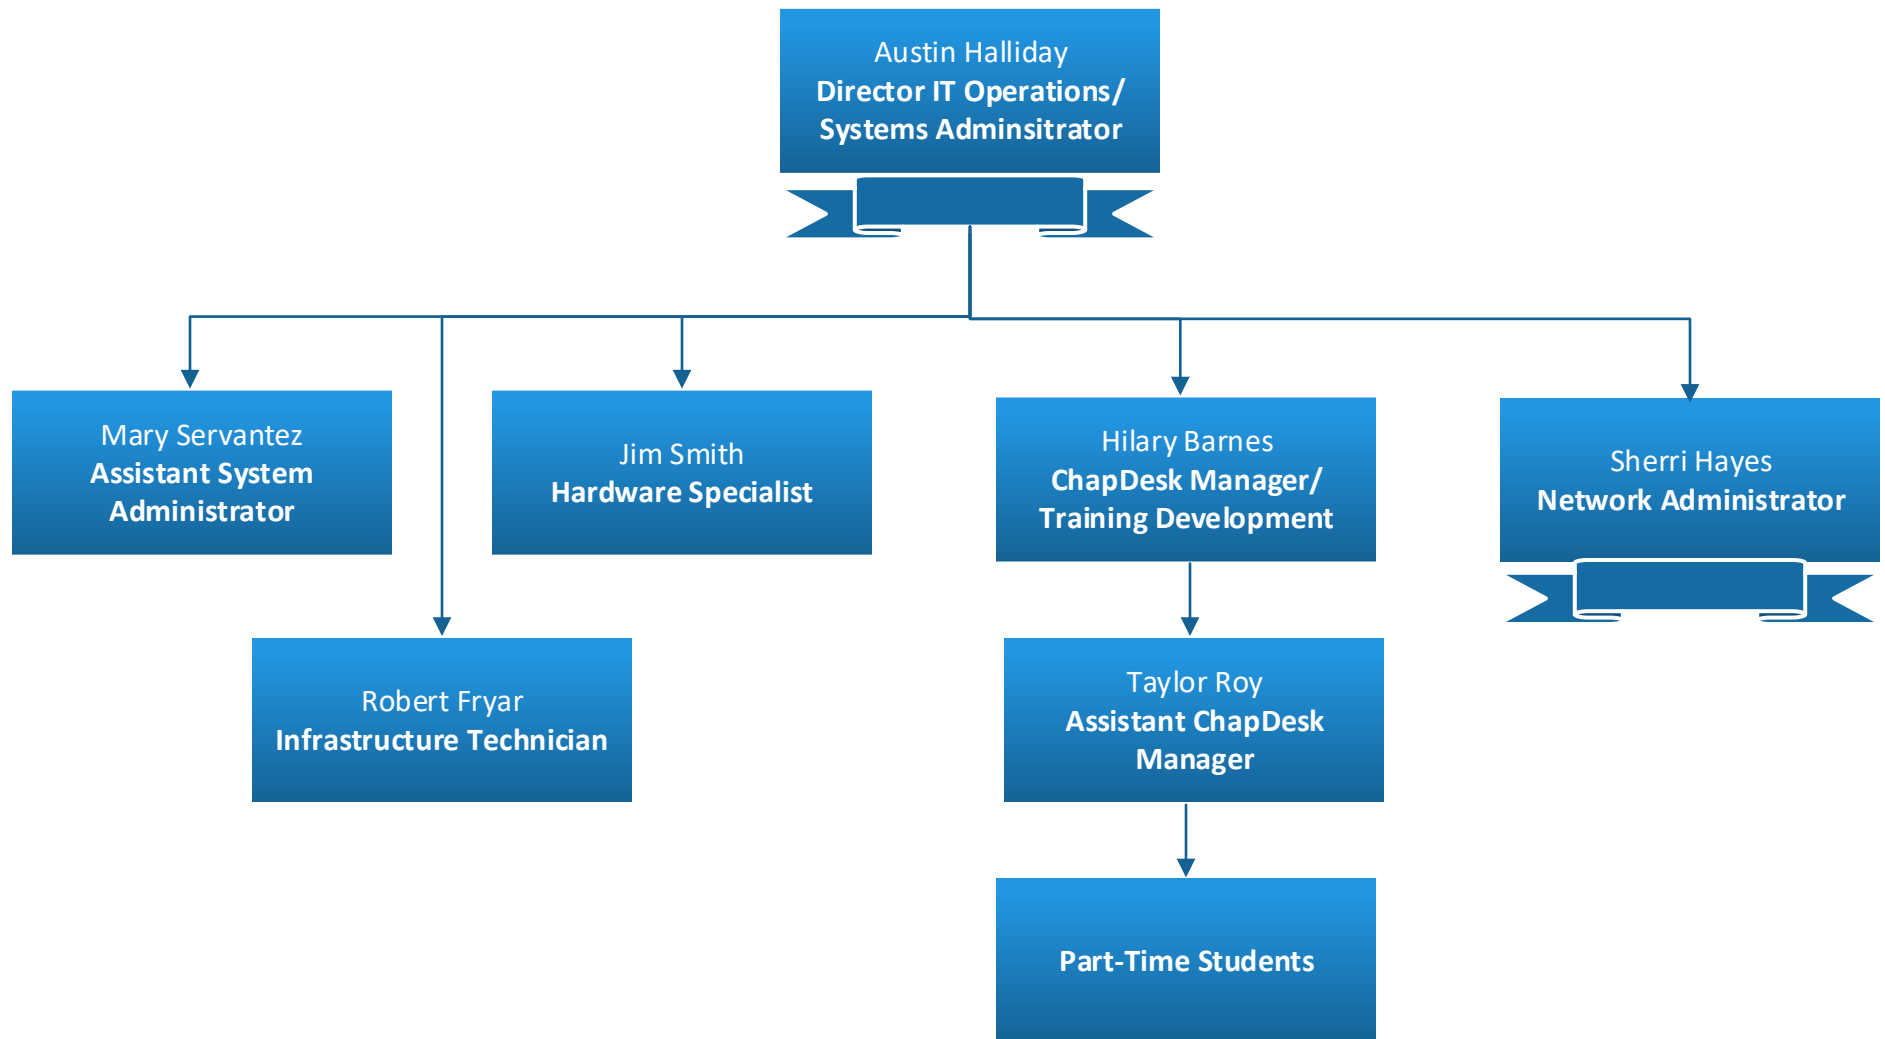 Austin Halliday
Director IT Operations/
Systems Adminsitrator
Mary Servantez
Assistant System
Administrator
Jim Smith
Hardware Specialist
Hilary Barnes
ChapDesk Manager/
Training Development
Sherri Hayes
Network Administrator
Robert Fryar
Infrastructure Technician
Taylor Roy
Assistant ChapDesk
Manager
Part-Time Students